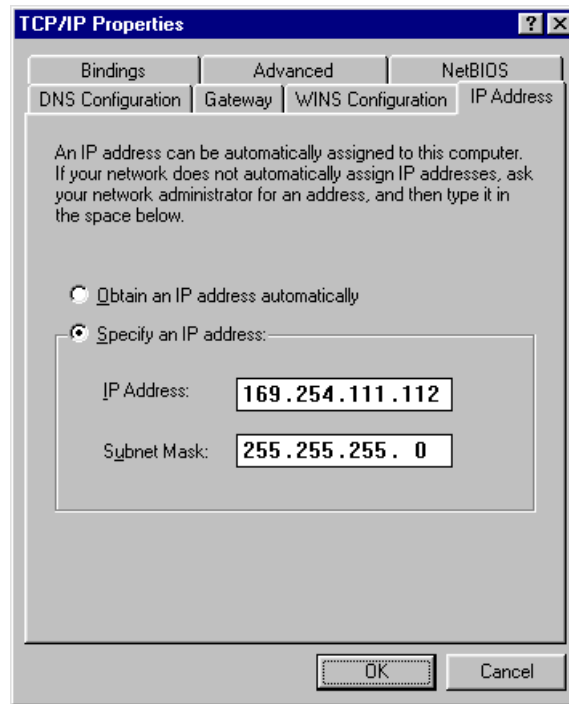 TCP/IP Properties
? ×
Bindings Advanced NetBIOS
DNS Configuration Gateway WINS Configuration IP Address
An IP address can be automatically assigned to this computer.
If your network does not automatically assign IP addresses, ask
your network administrator for an address, and then type it in
the space below.
Obtain an IP address automatically
Specify an IP address:
IP Address: 169.254.111.112
Subnet Mask: 255.255.255. 0
OK Cancel